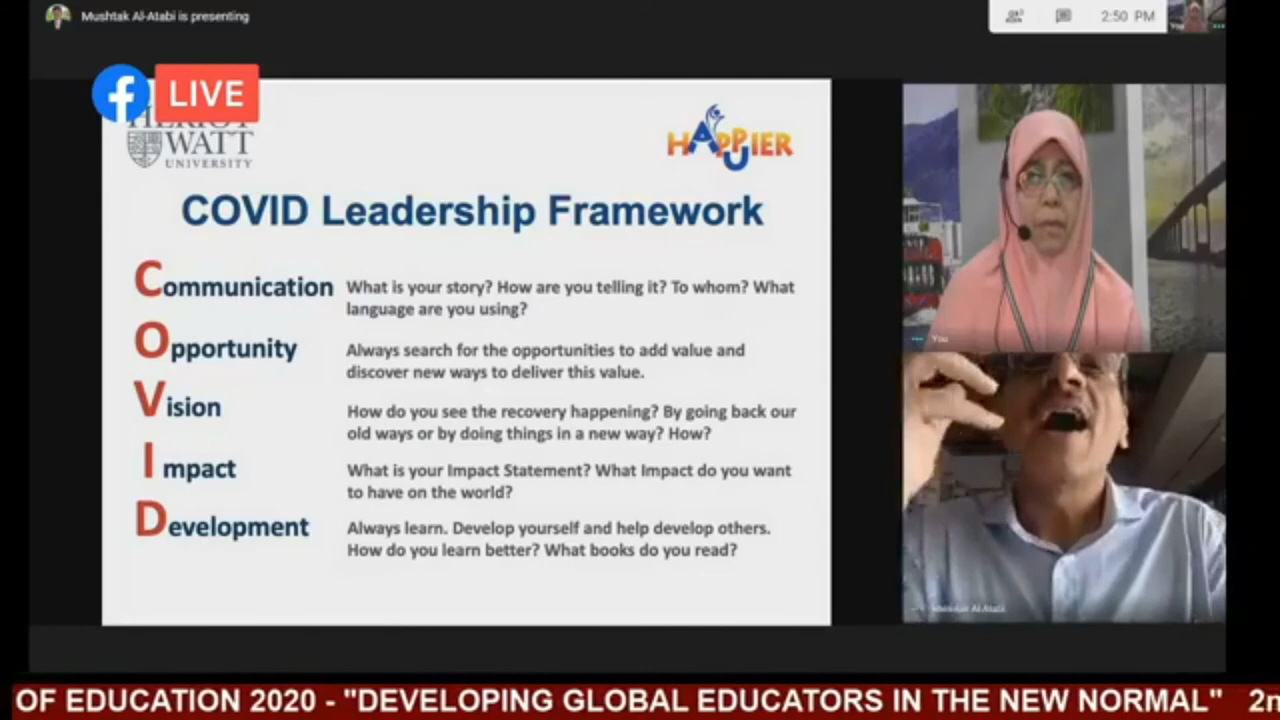 Mushtak Al-Atabi is presenting
2:50 PM
LIVE
HERIOT
WATT
UNIVERSITY
HAPPIER
COVID Leadership Framework
Communication What is your story? How are you telling it? To whom? What
language are you using?
Opportunity Always search for the opportunities to add value and
discover new ways to deliver this value.
Vision How do you see the recovery happening? By going back our
old ways or by doing things in a new way? How?
Impact What is your Impact Statement? What Impact do you want
to have on the world?
Development Always learn. Develop yourself and help develop others.
How do you learn better? What books do you read?
You
Mushtak Al-Atabi
OF EDUCATION 2020 - "DEVELOPING GLOBAL EDUCATORS IN THE NEW NORMAL" 2n